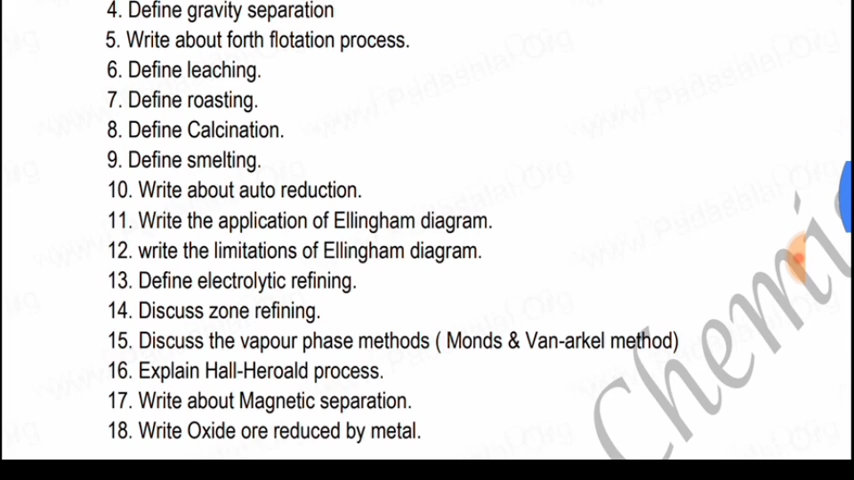 4. Define gravity separation
5. Write about forth flotation process.
6. Define leaching.
7. Define roasting.
8. Define Calcination.
9. Define smelting.
10. Write about auto reduction.
11. Write the application of Ellingham diagram.
12. write the limitations of Ellingham diagram.
13. Define electrolytic refining.
14. Discuss zone refining.
15. Discuss the vapour phase methods ( Monds & Van-arkel method)
16. Explain Hall-Heroald process.
17. Write about Magnetic separation.
18. Write Oxide ore reduced by metal.
www.Padasalai.Org